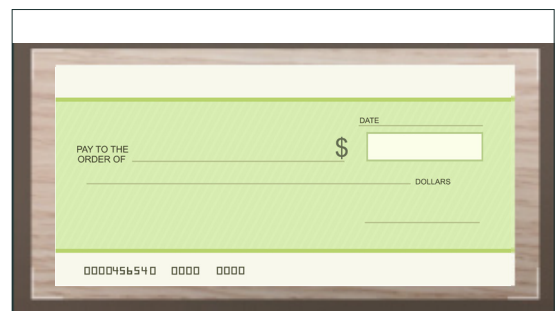 DATE
PAY TO THE
ORDER OF $
DOLLARS
0000456540 0000 0000